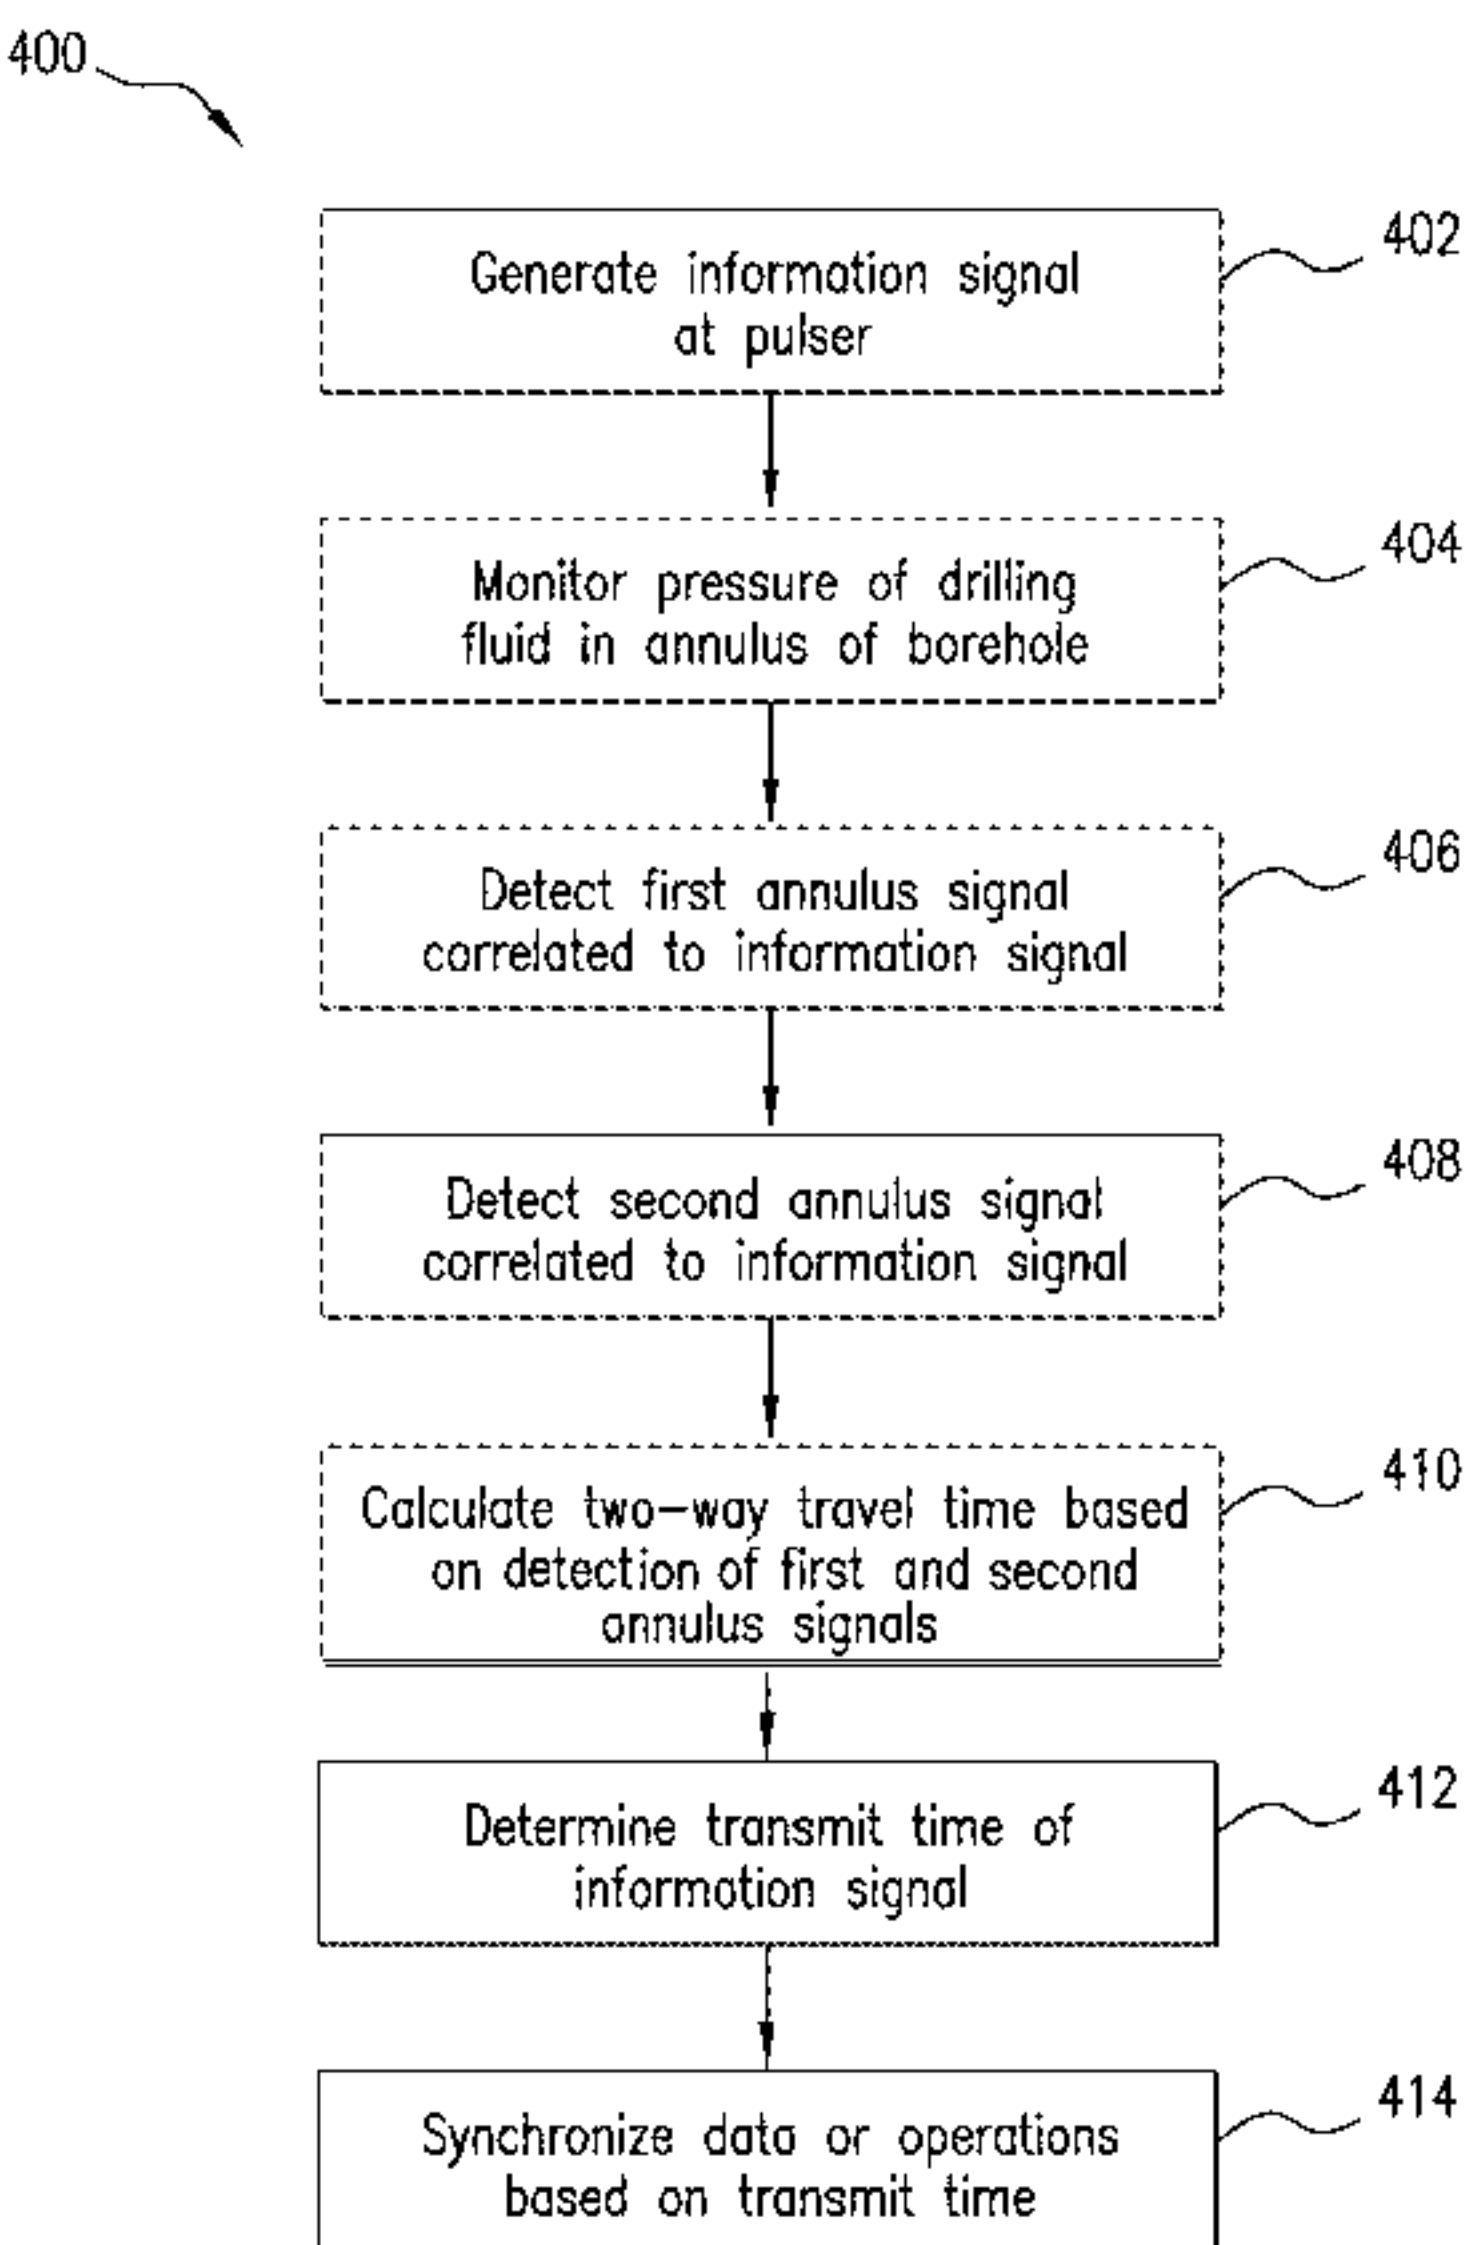 400
Generate information signal
at pulser
402
Monitor pressure of drilling
fluid in annulus of borehole
404
Detect first annulus signal
correlated to information signal
406
Detect second annulus signal
correlated to information signal
408
Calculate two-way travel time based
on detection of first and second
annulus signals
410
Determine transmit time of
information signal
412
Synchronize data or operations
based on transmit time
414